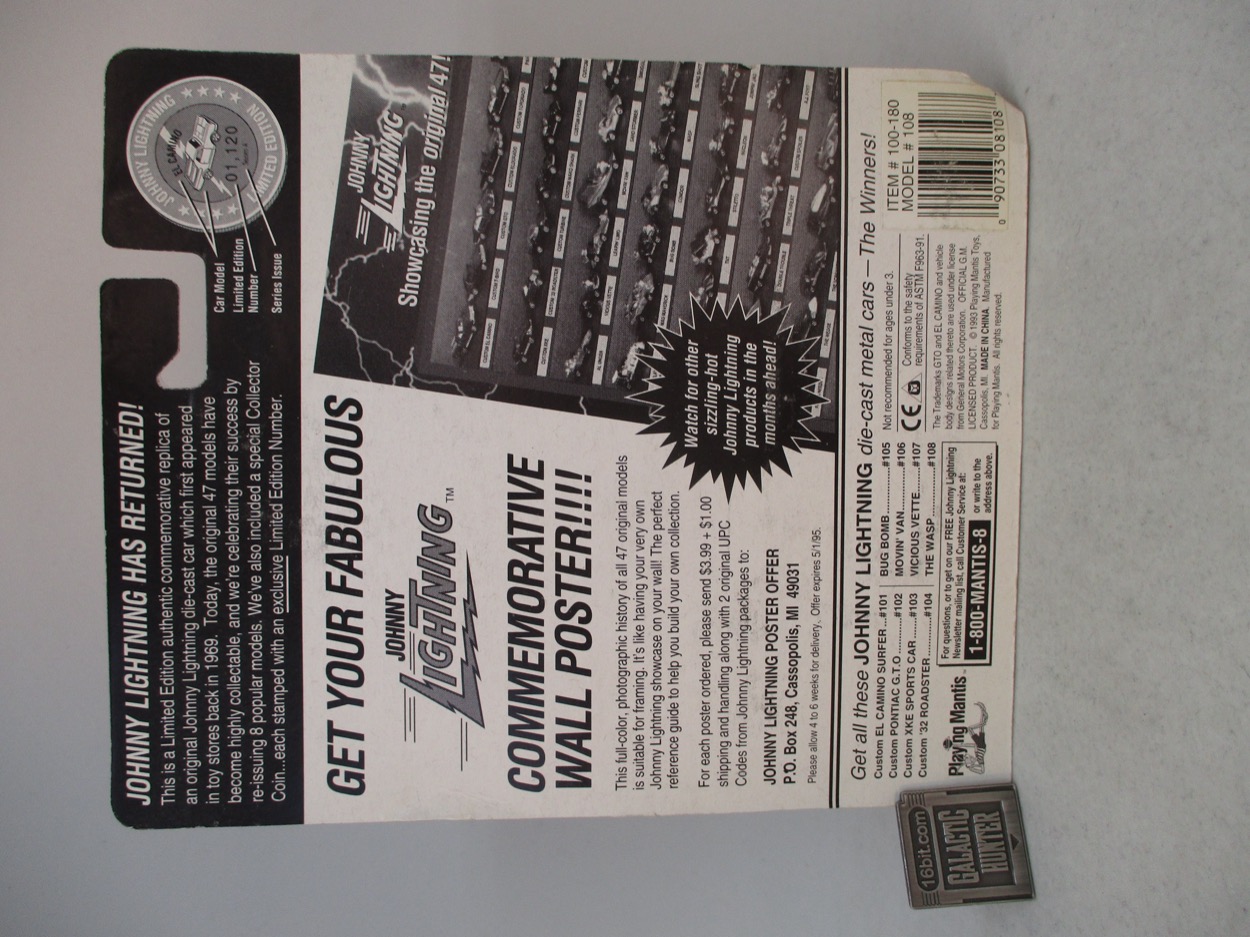 JOHNNY LIGHTNING HAS RETURNED!
This is a Limited Edition authentic commemorative replica of
an original Johnny Lightning die-cast car which first appeared
in toy stores back in 1969. Today, the original 47 models have
become highly collectable, and we're celebrating their success by
re-issuing 8 popular models. We've also included a special Collector
Coin...each stamped with an exclusive Limited Edition Number.
JOHNNY LIGHTNING
EL CAMINO
01,120
LIMITED EDITION
Car Model
Limited Edition
Number
Series Issue
GET YOUR FABULOUS
JOHNNY
LIGHTNING™
COMMEMORATIVE
WALL POSTER!!!!!
JOHNNY
LIGHTNING
Showcasing the original 47!
This full-color, photographic history of all 47 original models
is suitable for framing. It's like having your very own
Johnny Lightning showcase on your wall! The perfect
reference guide to help you build your own collection.
For each poster ordered, please send $3.99 + $1.00
shipping and handling along with 2 original UPC
Codes from Johnny Lightning packages to:
JOHNNY LIGHTNING POSTER OFFER
P.O. Box 248, Cassopolis, MI 49031
Please allow 4 to 6 weeks for delivery. Offer expires 5/1/95.
Watch for other
sizzling-hot
Johnny Lightning
products in the
months ahead!
Get all these JOHNNY LIGHTNING die-cast metal cars — The Winners!
Custom EL CAMINO SURFER ...#101
Custom PONTIAC G.T.O .........#102
Custom XKE SPORTS CAR ....#103
Custom '32 ROADSTER..........#104
BUG BOMB............#105
MOVIN' VAN..........#106
VICIOUS VETTE......#107
THE WASP............#108
Playing Mantis™
For questions, or to get on our FREE Johnny Lightning
Newsletter mailing list, call Customer Service at:
1-800-MANTIS-8
or write to the
address above.
Not recommended for ages under 3.
CE
Conforms to the safety
requirements of ASTM F963-91.
The Trademarks GTO and EL CAMINO and vehicle
body designs related thereto are used under license
from General Motors Corporation. OFFICIAL G.M.
LICENSED PRODUCT. © 1993 Playing Mantis Toys,
Cassopolis, MI. MADE IN CHINA. Manufactured
for Playing Mantis. All rights reserved.
ITEM # 100-180
MODEL # 108
0 90733 08108
16bit.com
GALACTIC
HUNTER